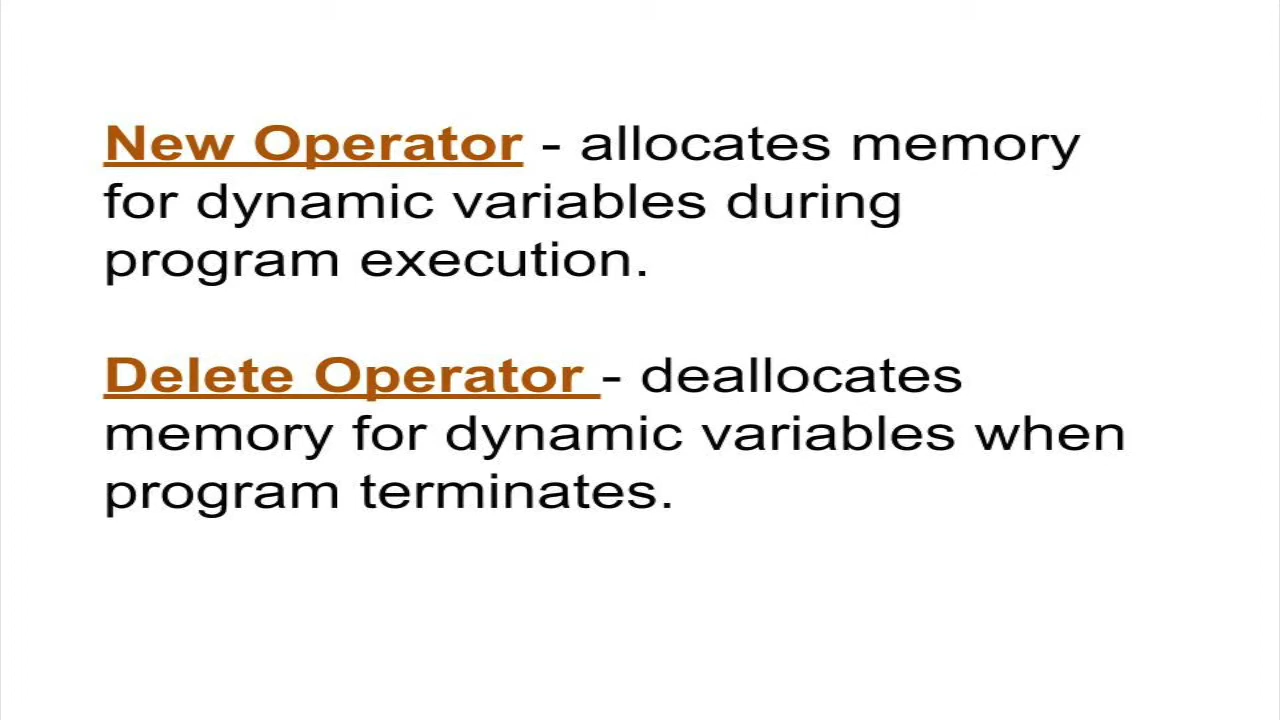 New Operator - allocates memory
for dynamic variables during
program execution.
Delete Operator - deallocates
memory for dynamic variables when
program terminates.